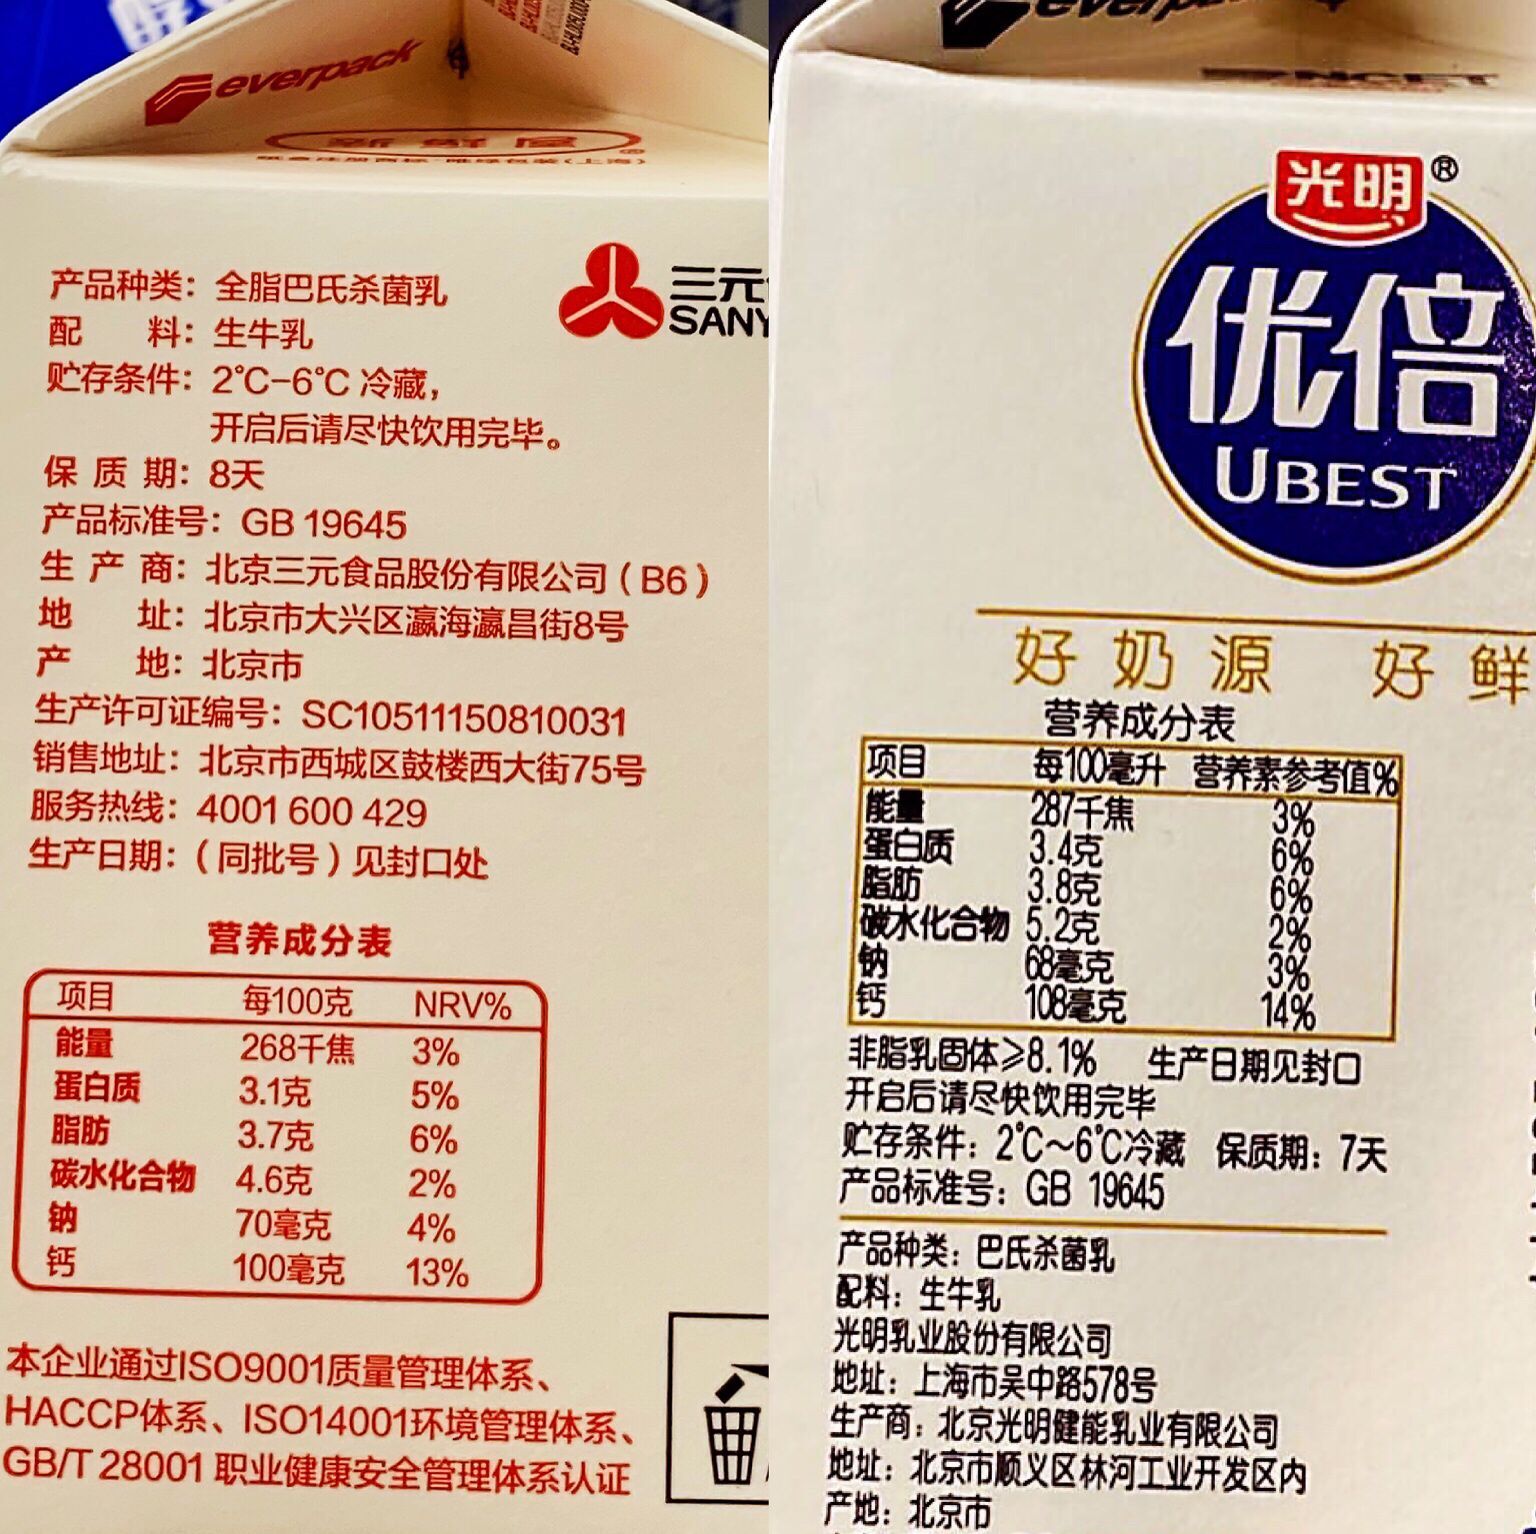 everpack
产品种类：全脂巴氏杀菌乳
配 料：生牛乳
贮存条件：2℃-6℃ 冷藏，
开启后请尽快饮用完毕。
保 质 期：8天
产品标准号：GB 19645
生 产 商：北京三元食品股份有限公司（B6）
地 址：北京市大兴区瀛海瀛昌街8号
产 地：北京市
生产许可证编号：SC10511150810031
销售地址：北京市西城区鼓楼西大街75号
服务热线：4001 600 429
生产日期：（同批号）见封口处
三元
SANY
营养成分表
项目 每100克 NRV%
能量 268千焦 3%
蛋白质 3.1克 5%
脂肪 3.7克 6%
碳水化合物 4.6克 2%
钠 70毫克 4%
钙 100毫克 13%
本企业通过ISO9001质量管理体系、
HACCP体系、ISO14001环境管理体系、
GB/T 28001 职业健康安全管理体系认证
光明®
优倍
UBEST
好奶源 好鲜
营养成分表
项目 每100毫升 营养素参考值%
能量 287千焦 3%
蛋白质 3.4克 6%
脂肪 3.8克 6%
碳水化合物 5.2克 2%
钠 68毫克 3%
钙 108毫克 14%
非脂乳固体≥8.1% 生产日期见封口
开启后请尽快饮用完毕
贮存条件：2℃～6℃冷藏 保质期：7天
产品标准号：GB 19645
产品种类：巴氏杀菌乳
配料：生牛乳
光明乳业股份有限公司
地址：上海市吴中路578号
生产商：北京光明健能乳业有限公司
地址：北京市顺义区林河工业开发区内
产地：北京市